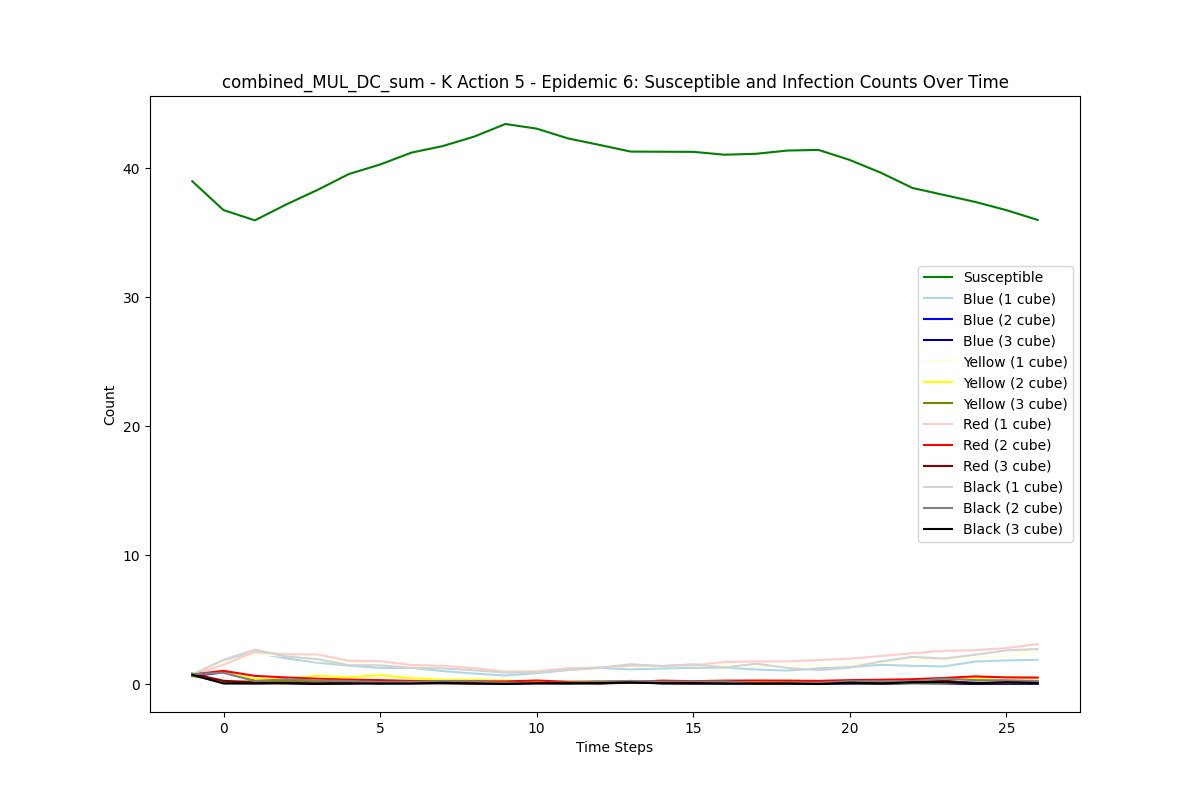 combined_MUL_DC_sum - K Action 5 - Epidemic 6: Susceptible and Infection Counts Over Time
Count
40
30
20
10
0
Susceptible
Blue (1 cube)
Blue (2 cube)
Blue (3 cube)
Yellow (1 cube)
Yellow (2 cube)
Yellow (3 cube)
Red (1 cube)
Red (2 cube)
Red (3 cube)
Black (1 cube)
Black (2 cube)
Black (3 cube)
0 5 10 15 20 25
Time Steps